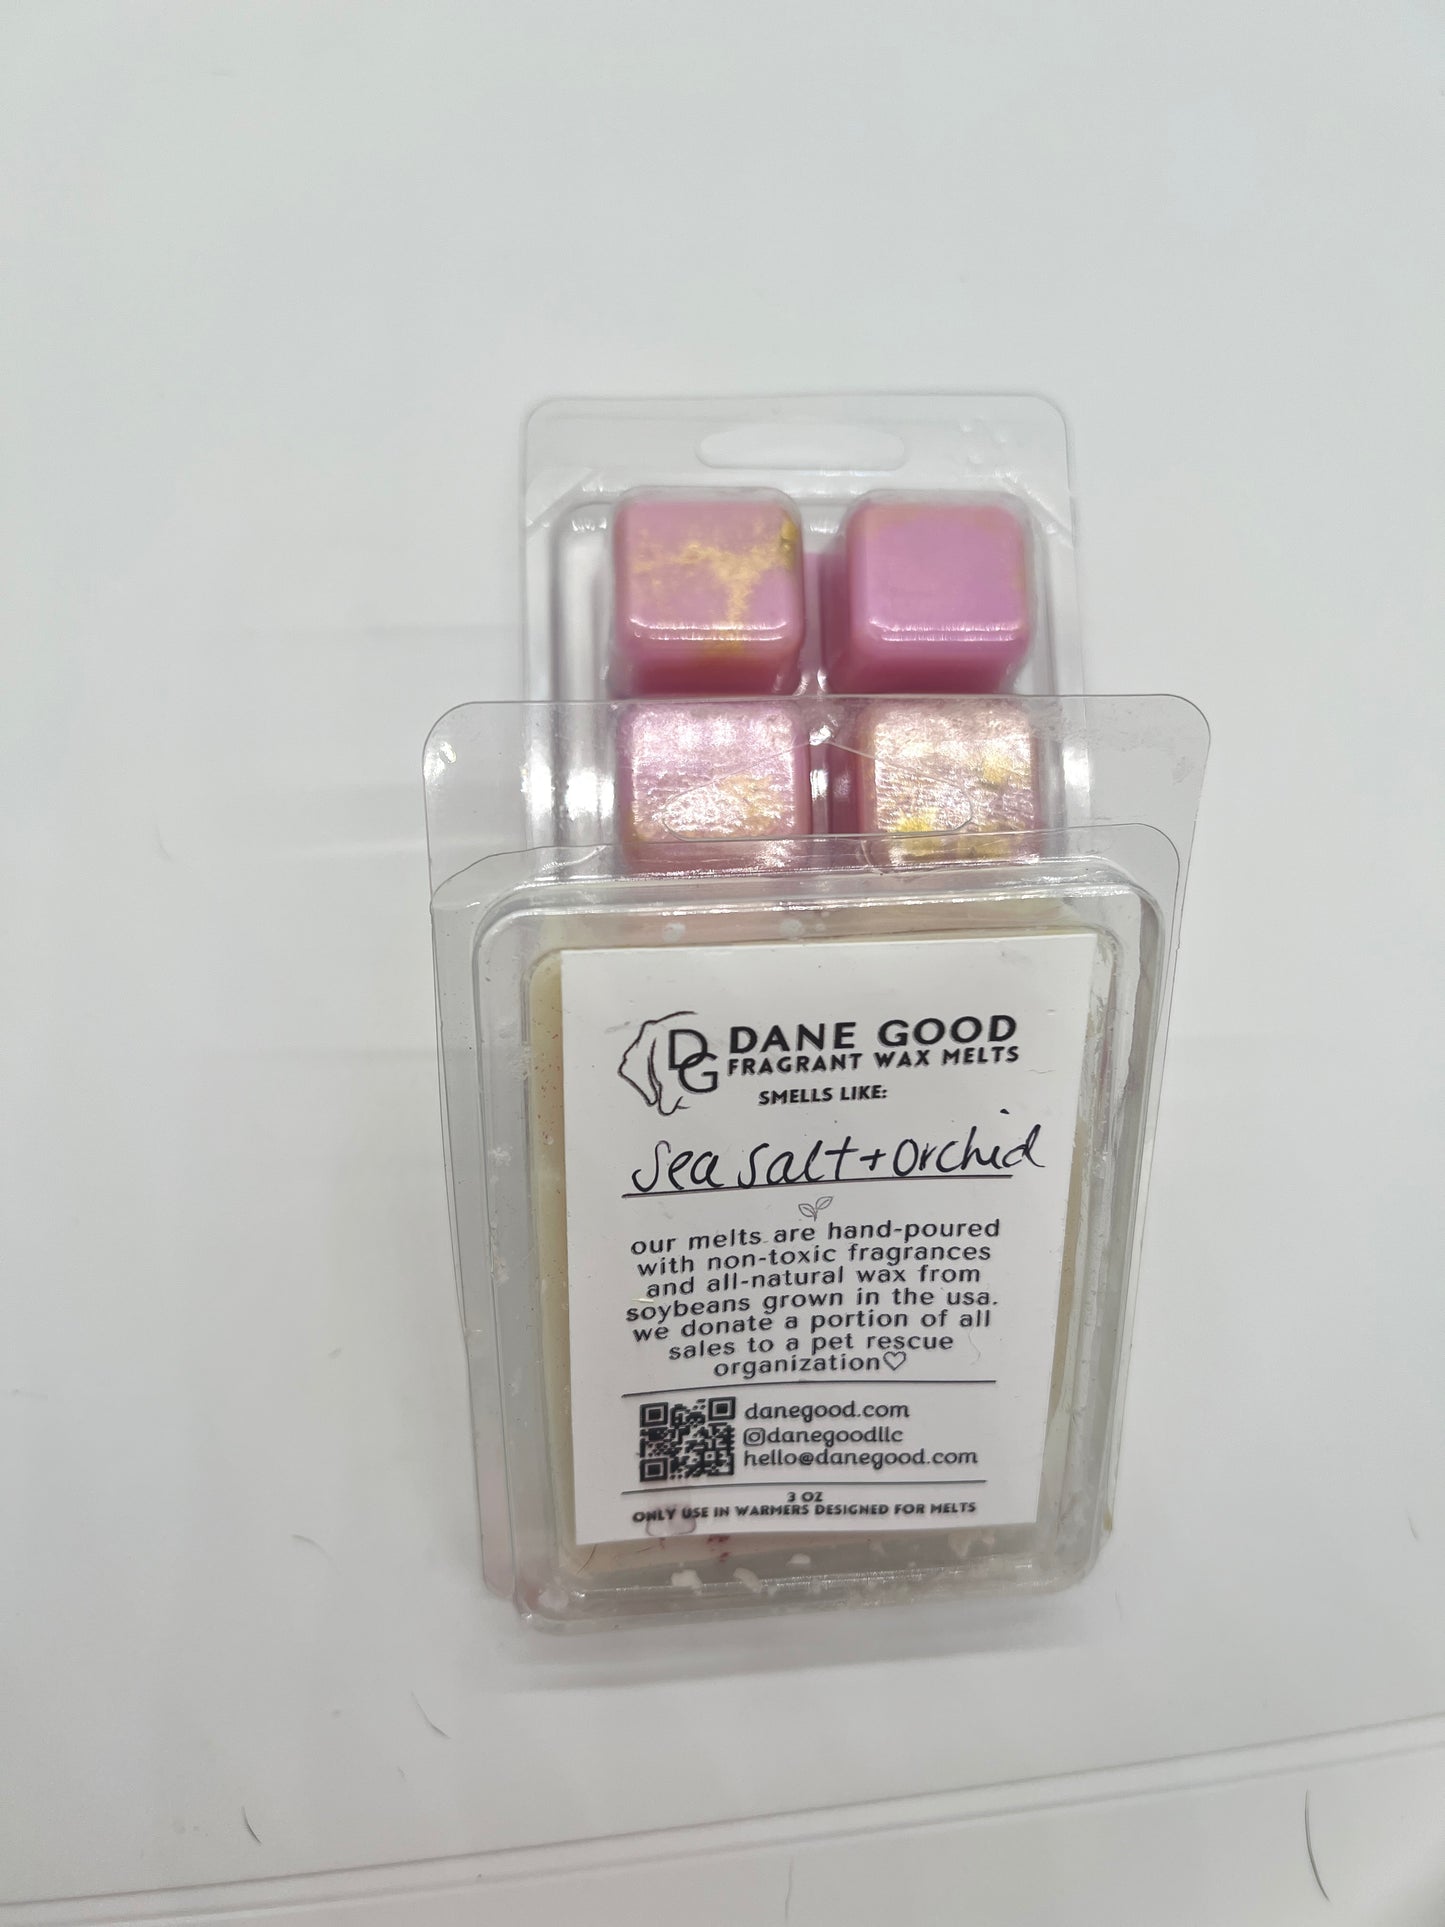 DG DANE GOOD
FRAGRANT WAX MELTS
SMELLS LIKE:
Sea Salt + Orchid
our melts are hand-poured
with non-toxic fragrances
and all-natural wax from
soybeans grown in the usa.
we donate a portion of all
sales to a pet rescue
organization♡
danegood.com
danegoodllc
hello@danegood.com
3 OZ
ONLY USE IN WARMERS DESIGNED FOR MELTS